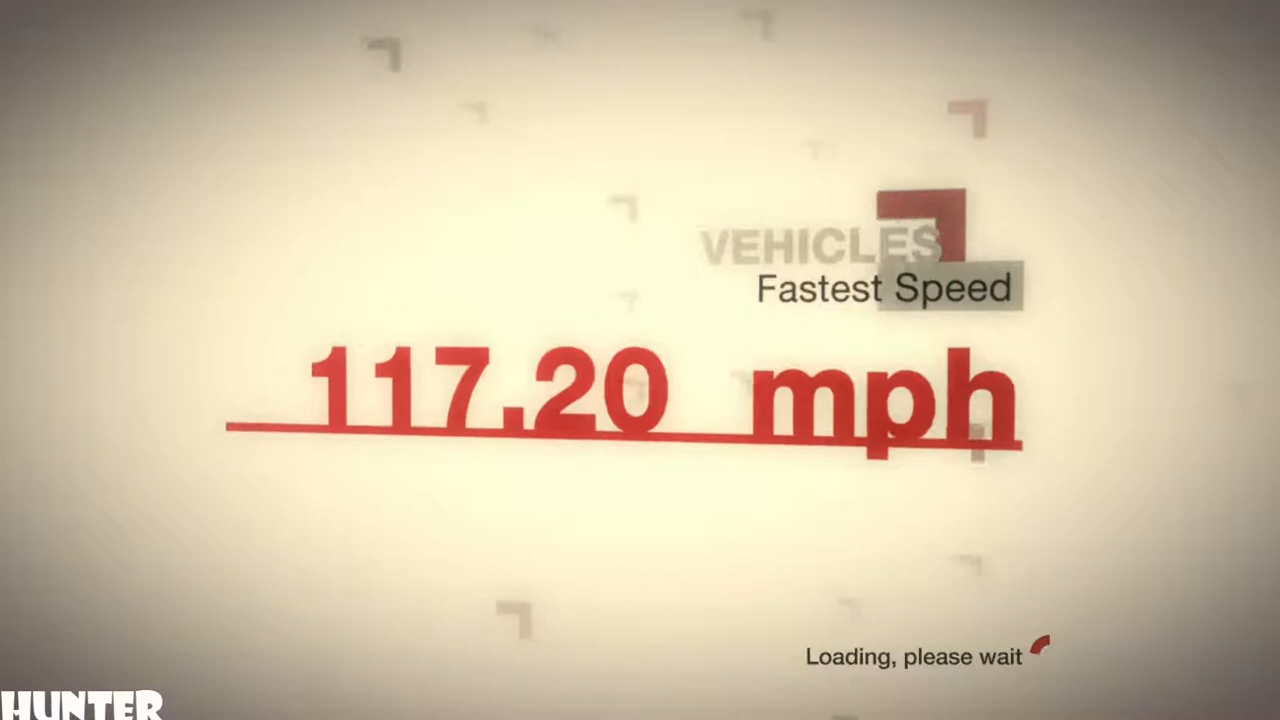 VEHICLES
Fastest Speed
117.20 mph
Loading, please wait
HUNTER